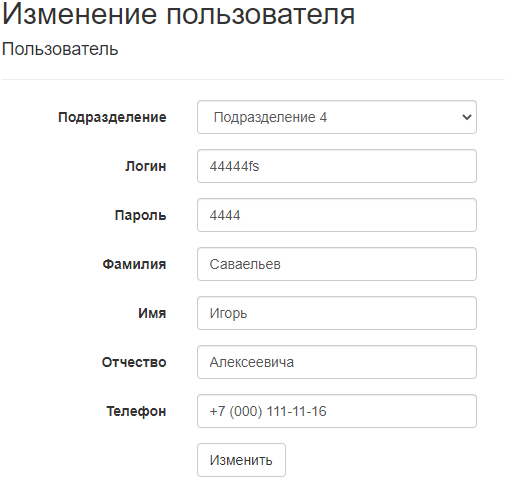 Изменение пользователя
Пользователь
Подразделение Подразделение 4
Логин 44444fs
Пароль 4444
Фамилия Саваельев
Имя Игорь
Отчество Алексеевича
Телефон +7 (000) 111-11-16
Изменить